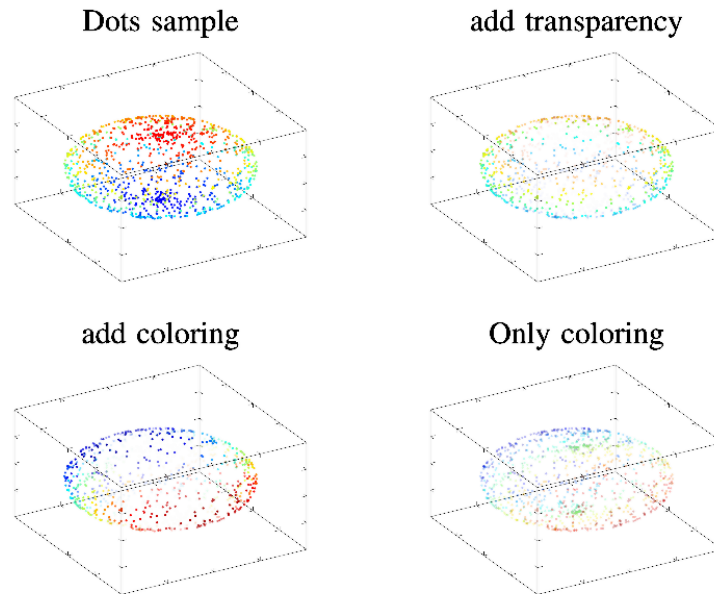 Dots sample
add transparency
add coloring
Only coloring